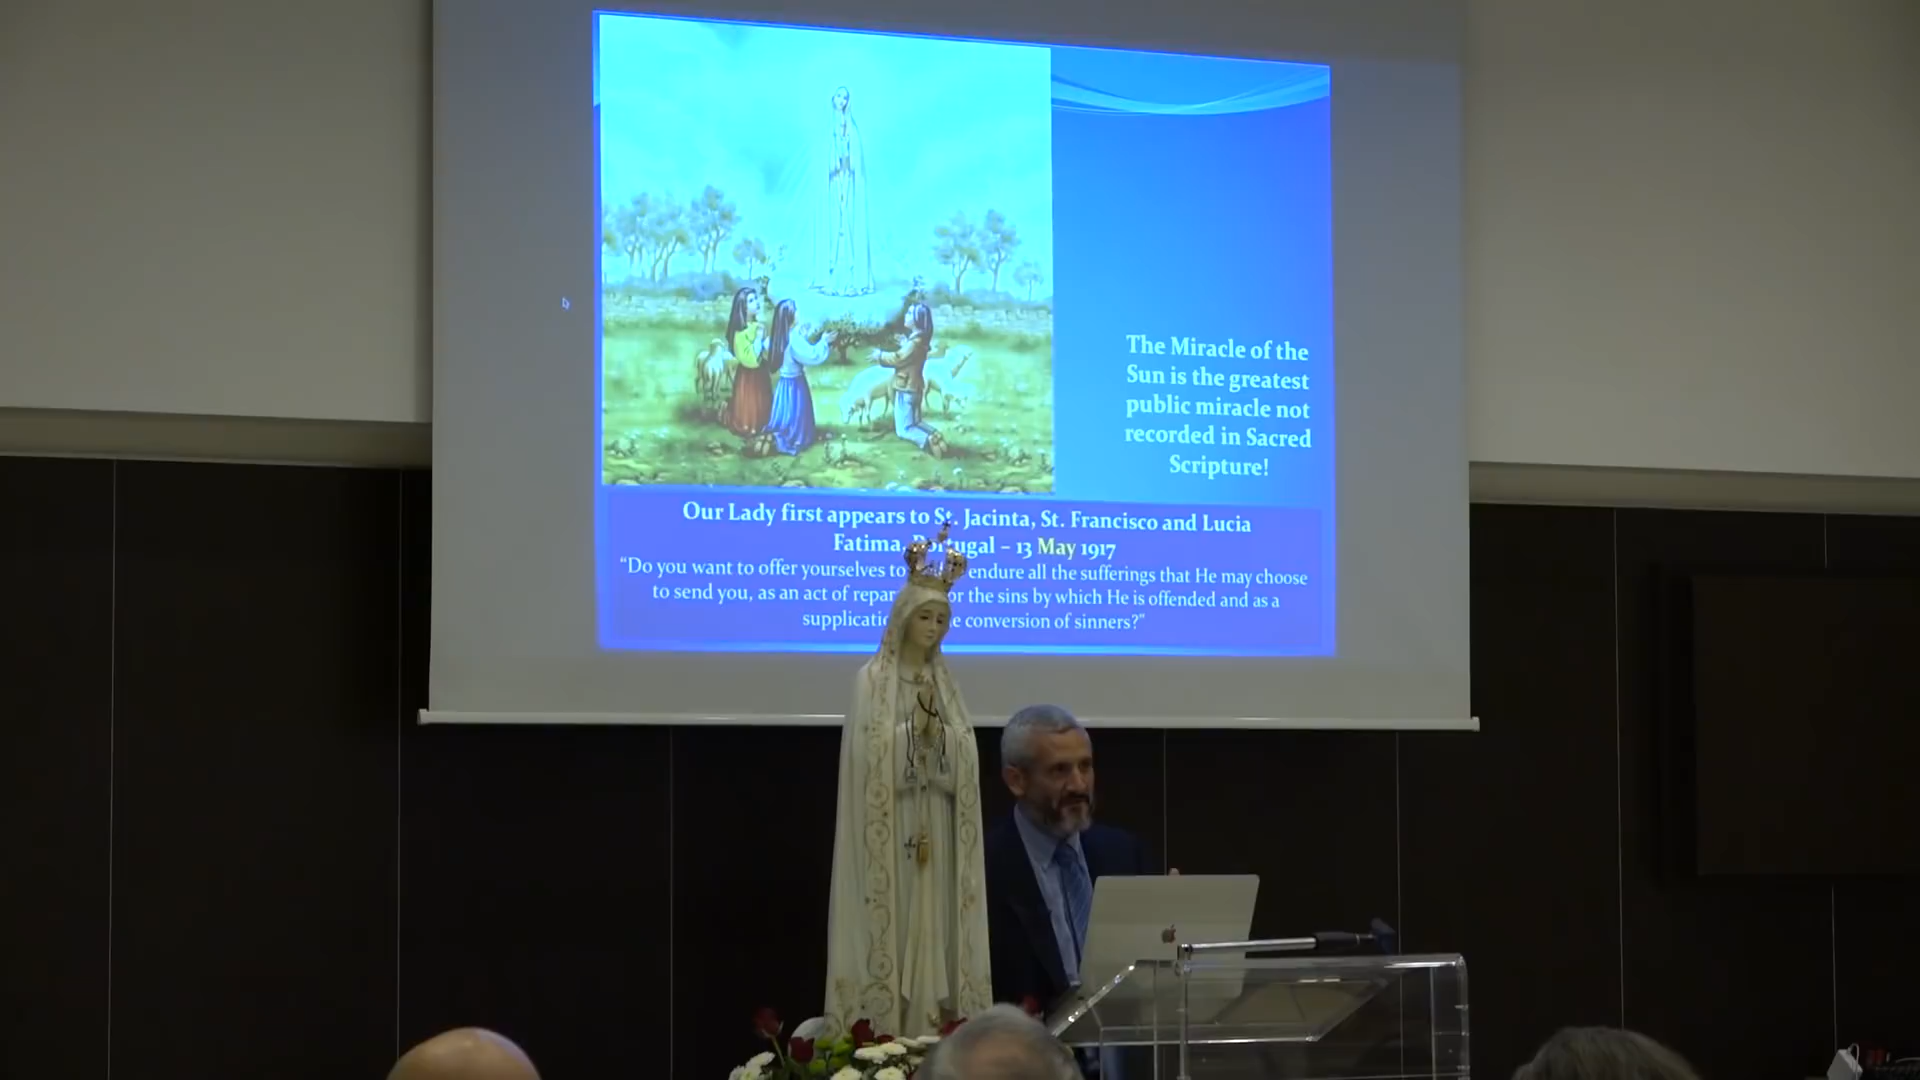 The Miracle of the
Sun is the greatest
public miracle not
recorded in Sacred
Scripture!
Our Lady first appears to St. Jacinta, St. Francisco and Lucia
Fatima, Portugal – 13 May 1917
“Do you want to offer yourselves to endure all the sufferings that He may choose
to send you, as an act of the sins by which He is offended and as a
conversion of sinners?”